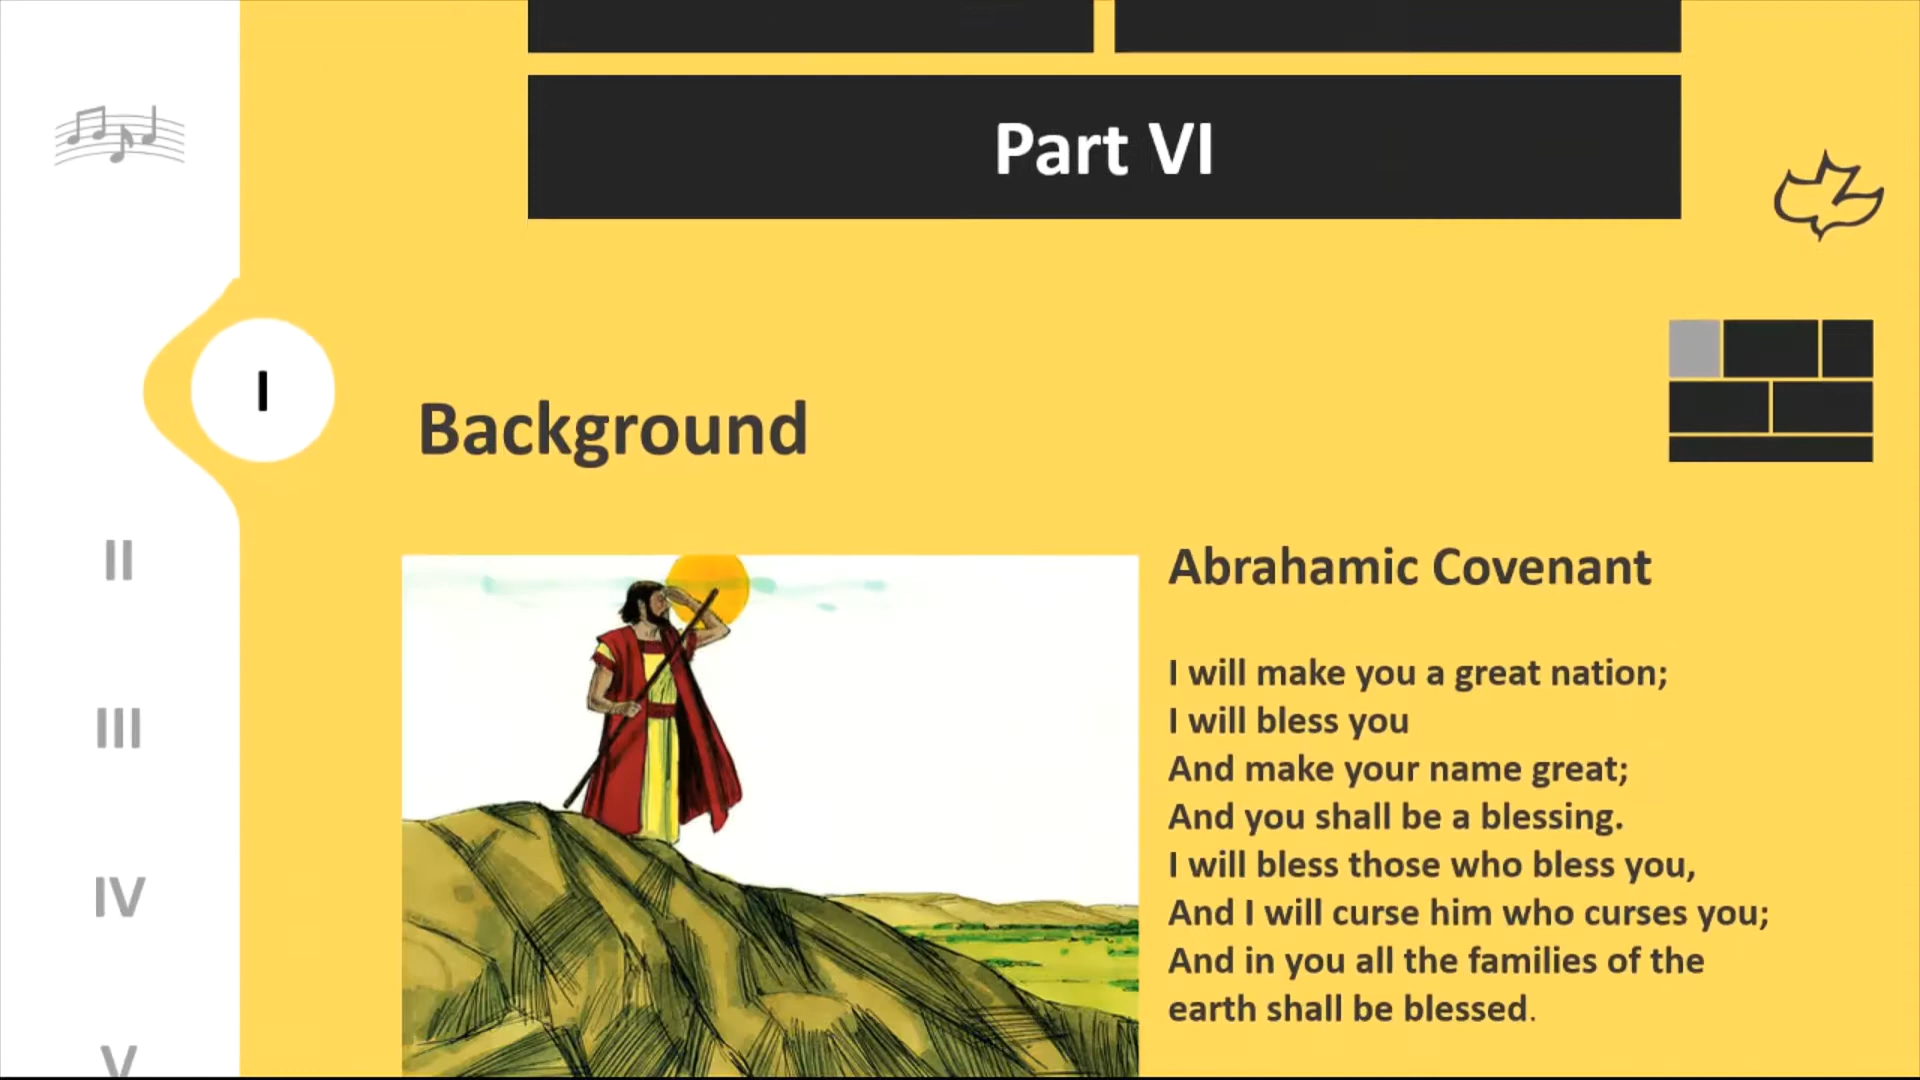 Part VI
I
Background
II
III
IV
V
Abrahamic Covenant
I will make you a great nation;
I will bless you
And make your name great;
And you shall be a blessing.
I will bless those who bless you,
And I will curse him who curses you;
And in you all the families of the
earth shall be blessed.